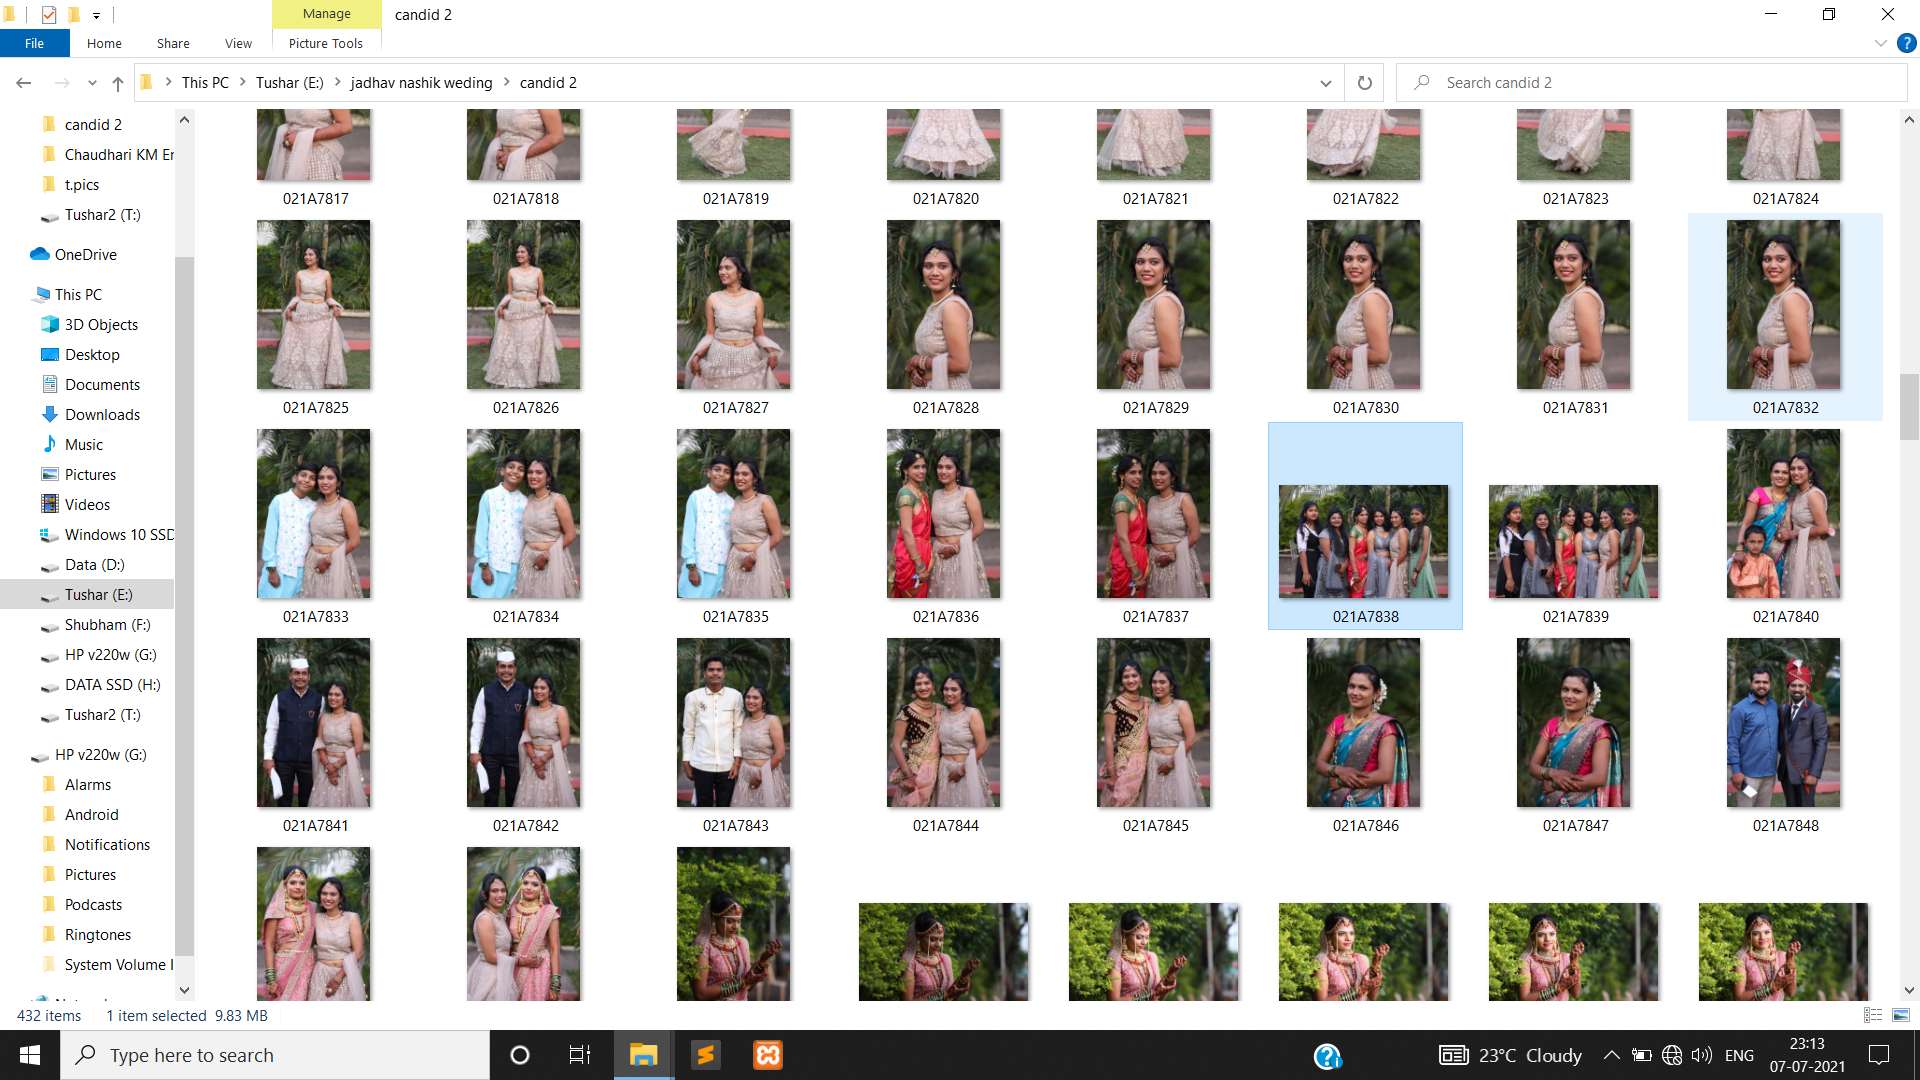 Manage
candid 2
File
Home
Share
View
Picture Tools
This PC
Tushar (E:)
jadhav nashik weding
candid 2
Search candid 2
candid 2
Chaudhari KM Er
t.pics
Tushar2 (T:)
OneDrive
This PC
3D Objects
Desktop
Documents
Downloads
Music
Pictures
Videos
Windows 10 SSD
Data (D:)
Tushar (E:)
Shubham (F:)
HP v220w (G:)
DATA SSD (H:)
Tushar2 (T:)
HP v220w (G:)
Alarms
Android
Notifications
Pictures
Podcasts
Ringtones
System Volume I
021A7817 021A7818 021A7819 021A7820 021A7821 021A7822 021A7823 021A7824
021A7825 021A7826 021A7827 021A7828 021A7829 021A7830 021A7831 021A7832
021A7833 021A7834 021A7835 021A7836 021A7837 021A7838 021A7839 021A7840
021A7841 021A7842 021A7843 021A7844 021A7845 021A7846 021A7847 021A7848
432 items 1 item selected 9.83 MB
Type here to search
23°C Cloudy
ENG
23:13
07-07-2021